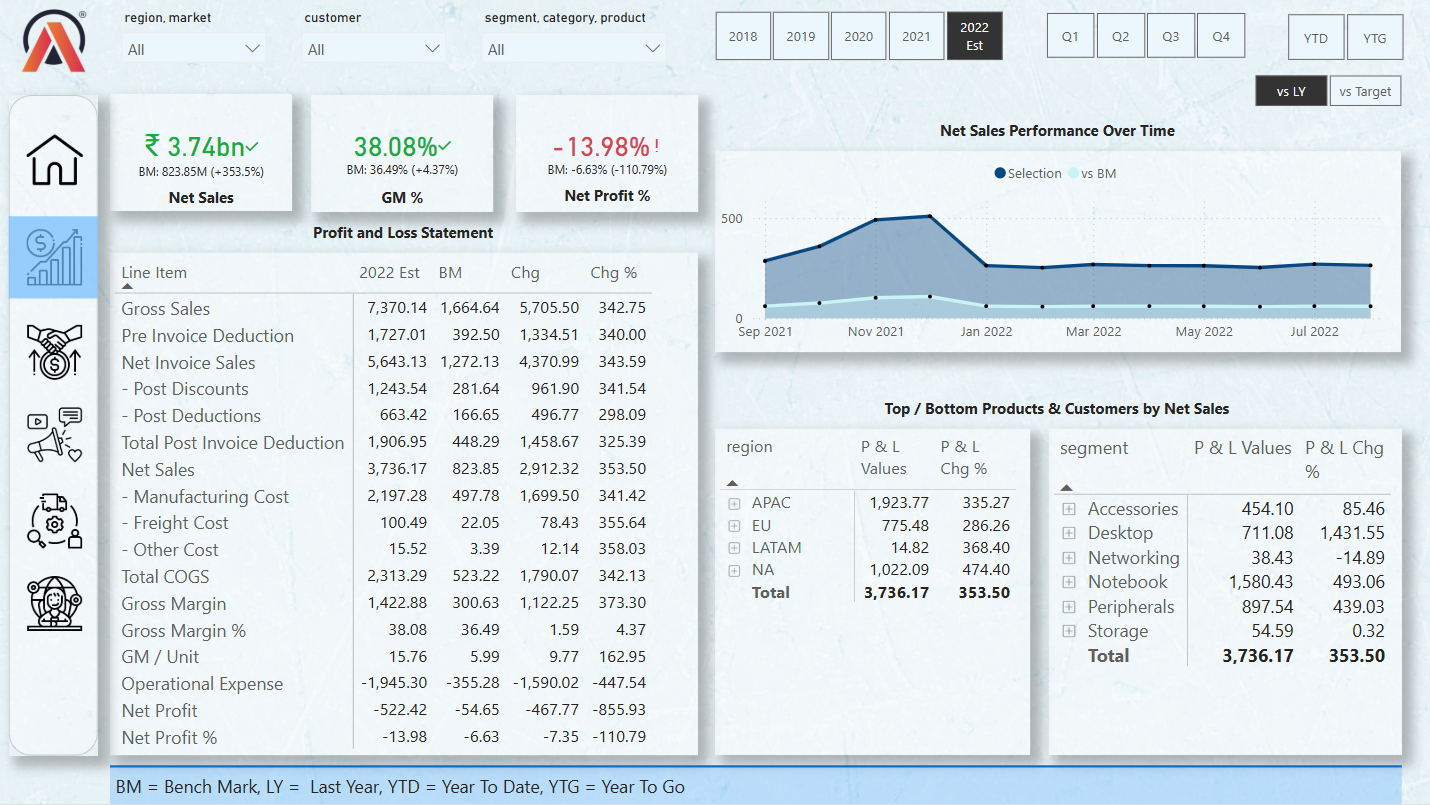 region, market
customer
segment, category, product
All
All
All
2018
2019
2020
2021
2022
Est
Q1
Q2
Q3
Q4
YTD
YTG
vs LY
vs Target
₹ 3.74bn
BM: 823.85M (+353.5%)
Net Sales
38.08%
BM: 36.49% (+4.37%)
GM %
-13.98%!
BM: -6.63% (-110.79%)
Net Profit %
Net Sales Performance Over Time
Selection
vs BM
500
0
Sep 2021
Nov 2021
Jan 2022
Mar 2022
May 2022
Jul 2022
Profit and Loss Statement
Line Item 2022 Est BM Chg Chg %
Gross Sales 7,370.14 1,664.64 5,705.50 342.75
Pre Invoice Deduction 1,727.01 392.50 1,334.51 340.00
Net Invoice Sales 5,643.13 1,272.13 4,370.99 343.59
- Post Discounts 1,243.54 281.64 961.90 341.54
- Post Deductions 663.42 166.65 496.77 298.09
Total Post Invoice Deduction 1,906.95 448.29 1,458.67 325.39
Net Sales 3,736.17 823.85 2,912.32 353.50
- Manufacturing Cost 2,197.28 497.78 1,699.50 341.42
- Freight Cost 100.49 22.05 78.43 355.64
- Other Cost 15.52 3.39 12.14 358.03
Total COGS 2,313.29 523.22 1,790.07 342.13
Gross Margin 1,422.88 300.63 1,122.25 373.30
Gross Margin % 38.08 36.49 1.59 4.37
GM / Unit 15.76 5.99 9.77 162.95
Operational Expense -1,945.30 -355.28 -1,590.02 -447.54
Net Profit -522.42 -54.65 -467.77 -855.93
Net Profit % -13.98 -6.63 -7.35 -110.79
Top / Bottom Products & Customers by Net Sales
region P & L Values P & L Chg %
APAC 1,923.77 335.27
EU 775.48 286.26
LATAM 14.82 368.40
NA 1,022.09 474.40
Total 3,736.17 353.50
segment P & L Values P & L Chg %
Accessories 454.10 85.46
Desktop 711.08 1,431.55
Networking 38.43 -14.89
Notebook 1,580.43 493.06
Peripherals 897.54 439.03
Storage 54.59 0.32
Total 3,736.17 353.50
BM = Bench Mark, LY = Last Year, YTD = Year To Date, YTG = Year To Go